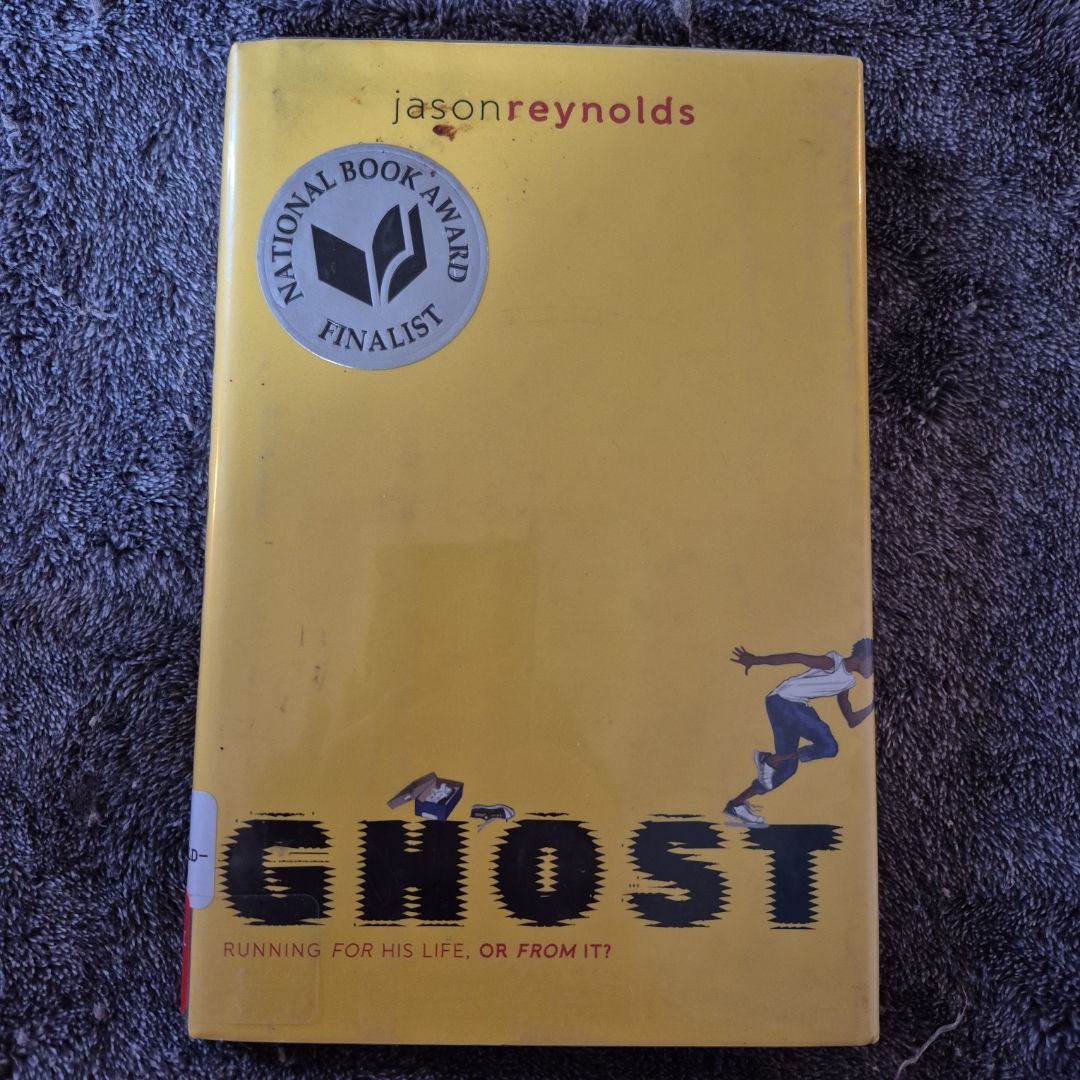 jasonreynolds
NATIONAL BOOK AWARD
FINALIST
GHOST
RUNNING FOR HIS LIFE, OR FROM IT?